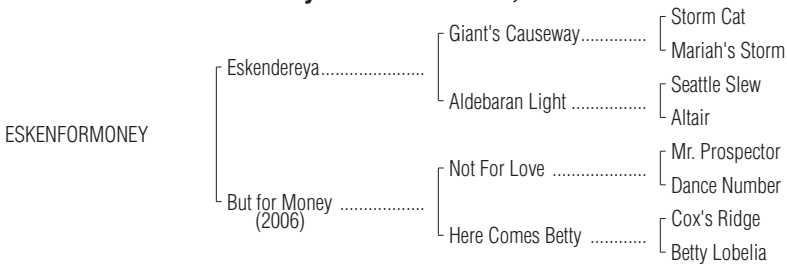 Storm Cat
Giant's Causeway..............
Mariah's Storm
Eskendereya......................
Seattle Slew
Aldebaran Light .............
Altair
ESKENFORMONEY
Mr. Prospector
Not For Love ....................
Dance Number
But for Money ..................
(2006)
Cox's Ridge
Here Comes Betty ............
Betty Lobelia